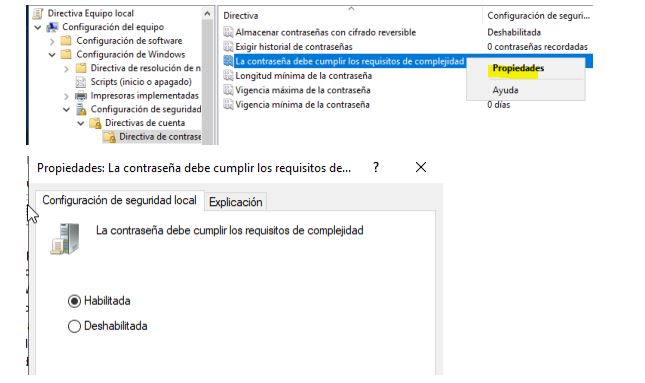 Directiva Equipo local
Configuración del equipo
Configuración de software
Configuración de Windows
Directiva de resolución de n
Scripts (inicio o apagado)
Impresoras implementadas
Configuración de seguridad
Directivas de cuenta
Directiva de contrase
Directiva Configuración de seguri...
Almacenar contraseñas con cifrado reversible Deshabilitada
Exigir historial de contraseñas 0 contraseñas recordadas
La contraseña debe cumplir los requisitos de complejidad
Longitud mínima de la contraseña
Vigencia máxima de la contraseña
Vigencia mínima de la contraseña 0 días
Propiedades
Ayuda
Propiedades: La contraseña debe cumplir los requisitos de... ?
Configuración de seguridad local Explicación
La contraseña debe cumplir los requisitos de complejidad
Habilitada
Deshabilitada